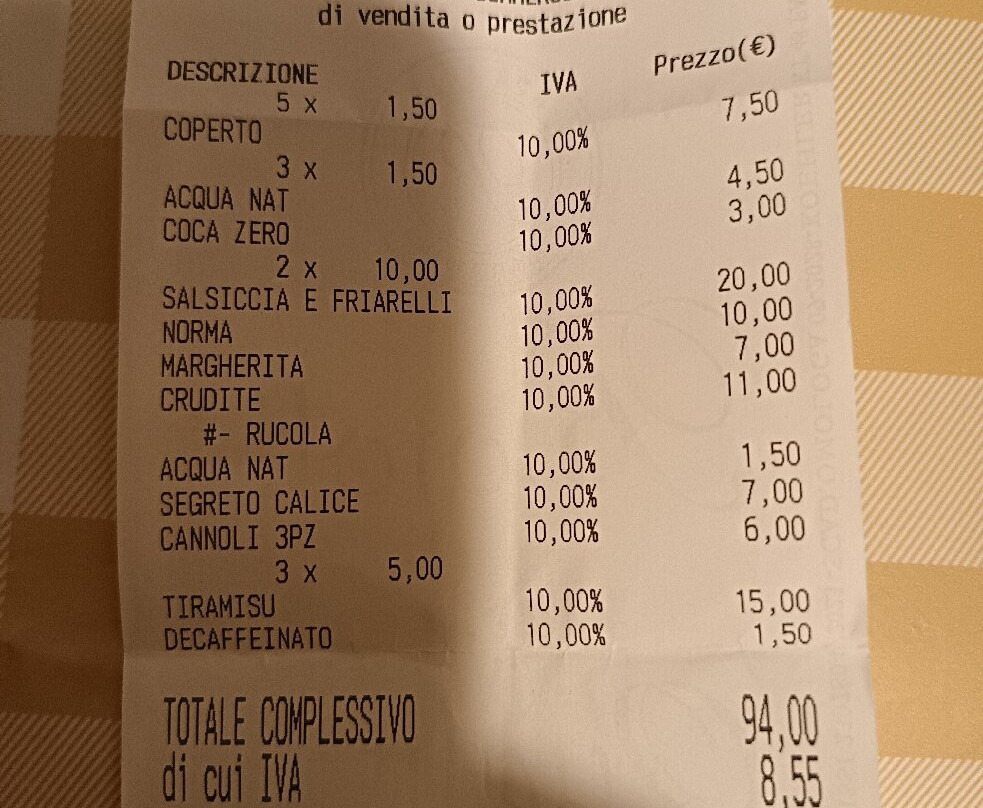 di vendita o prestazione
DESCRIZIONE IVA Prezzo(€)
5 x 1,50
COPERTO 10,00% 7,50
3 x 1,50
ACQUA NAT 10,00% 4,50
COCA ZERO 10,00% 3,00
2 x 10,00
SALSICCIA E FRIARELLI 10,00% 20,00
NORMA 10,00% 10,00
MARGHERITA 10,00% 7,00
CRUDITE 10,00% 11,00
#- RUCOLA
ACQUA NAT 10,00% 1,50
SEGRETO CALICE 10,00% 7,00
CANNOLI 3PZ 10,00% 6,00
3 x 5,00
TIRAMISU 10,00% 15,00
DECAFFEINATO 10,00% 1,50
TOTALE COMPLESSIVO 94,00
di cui IVA 8,55